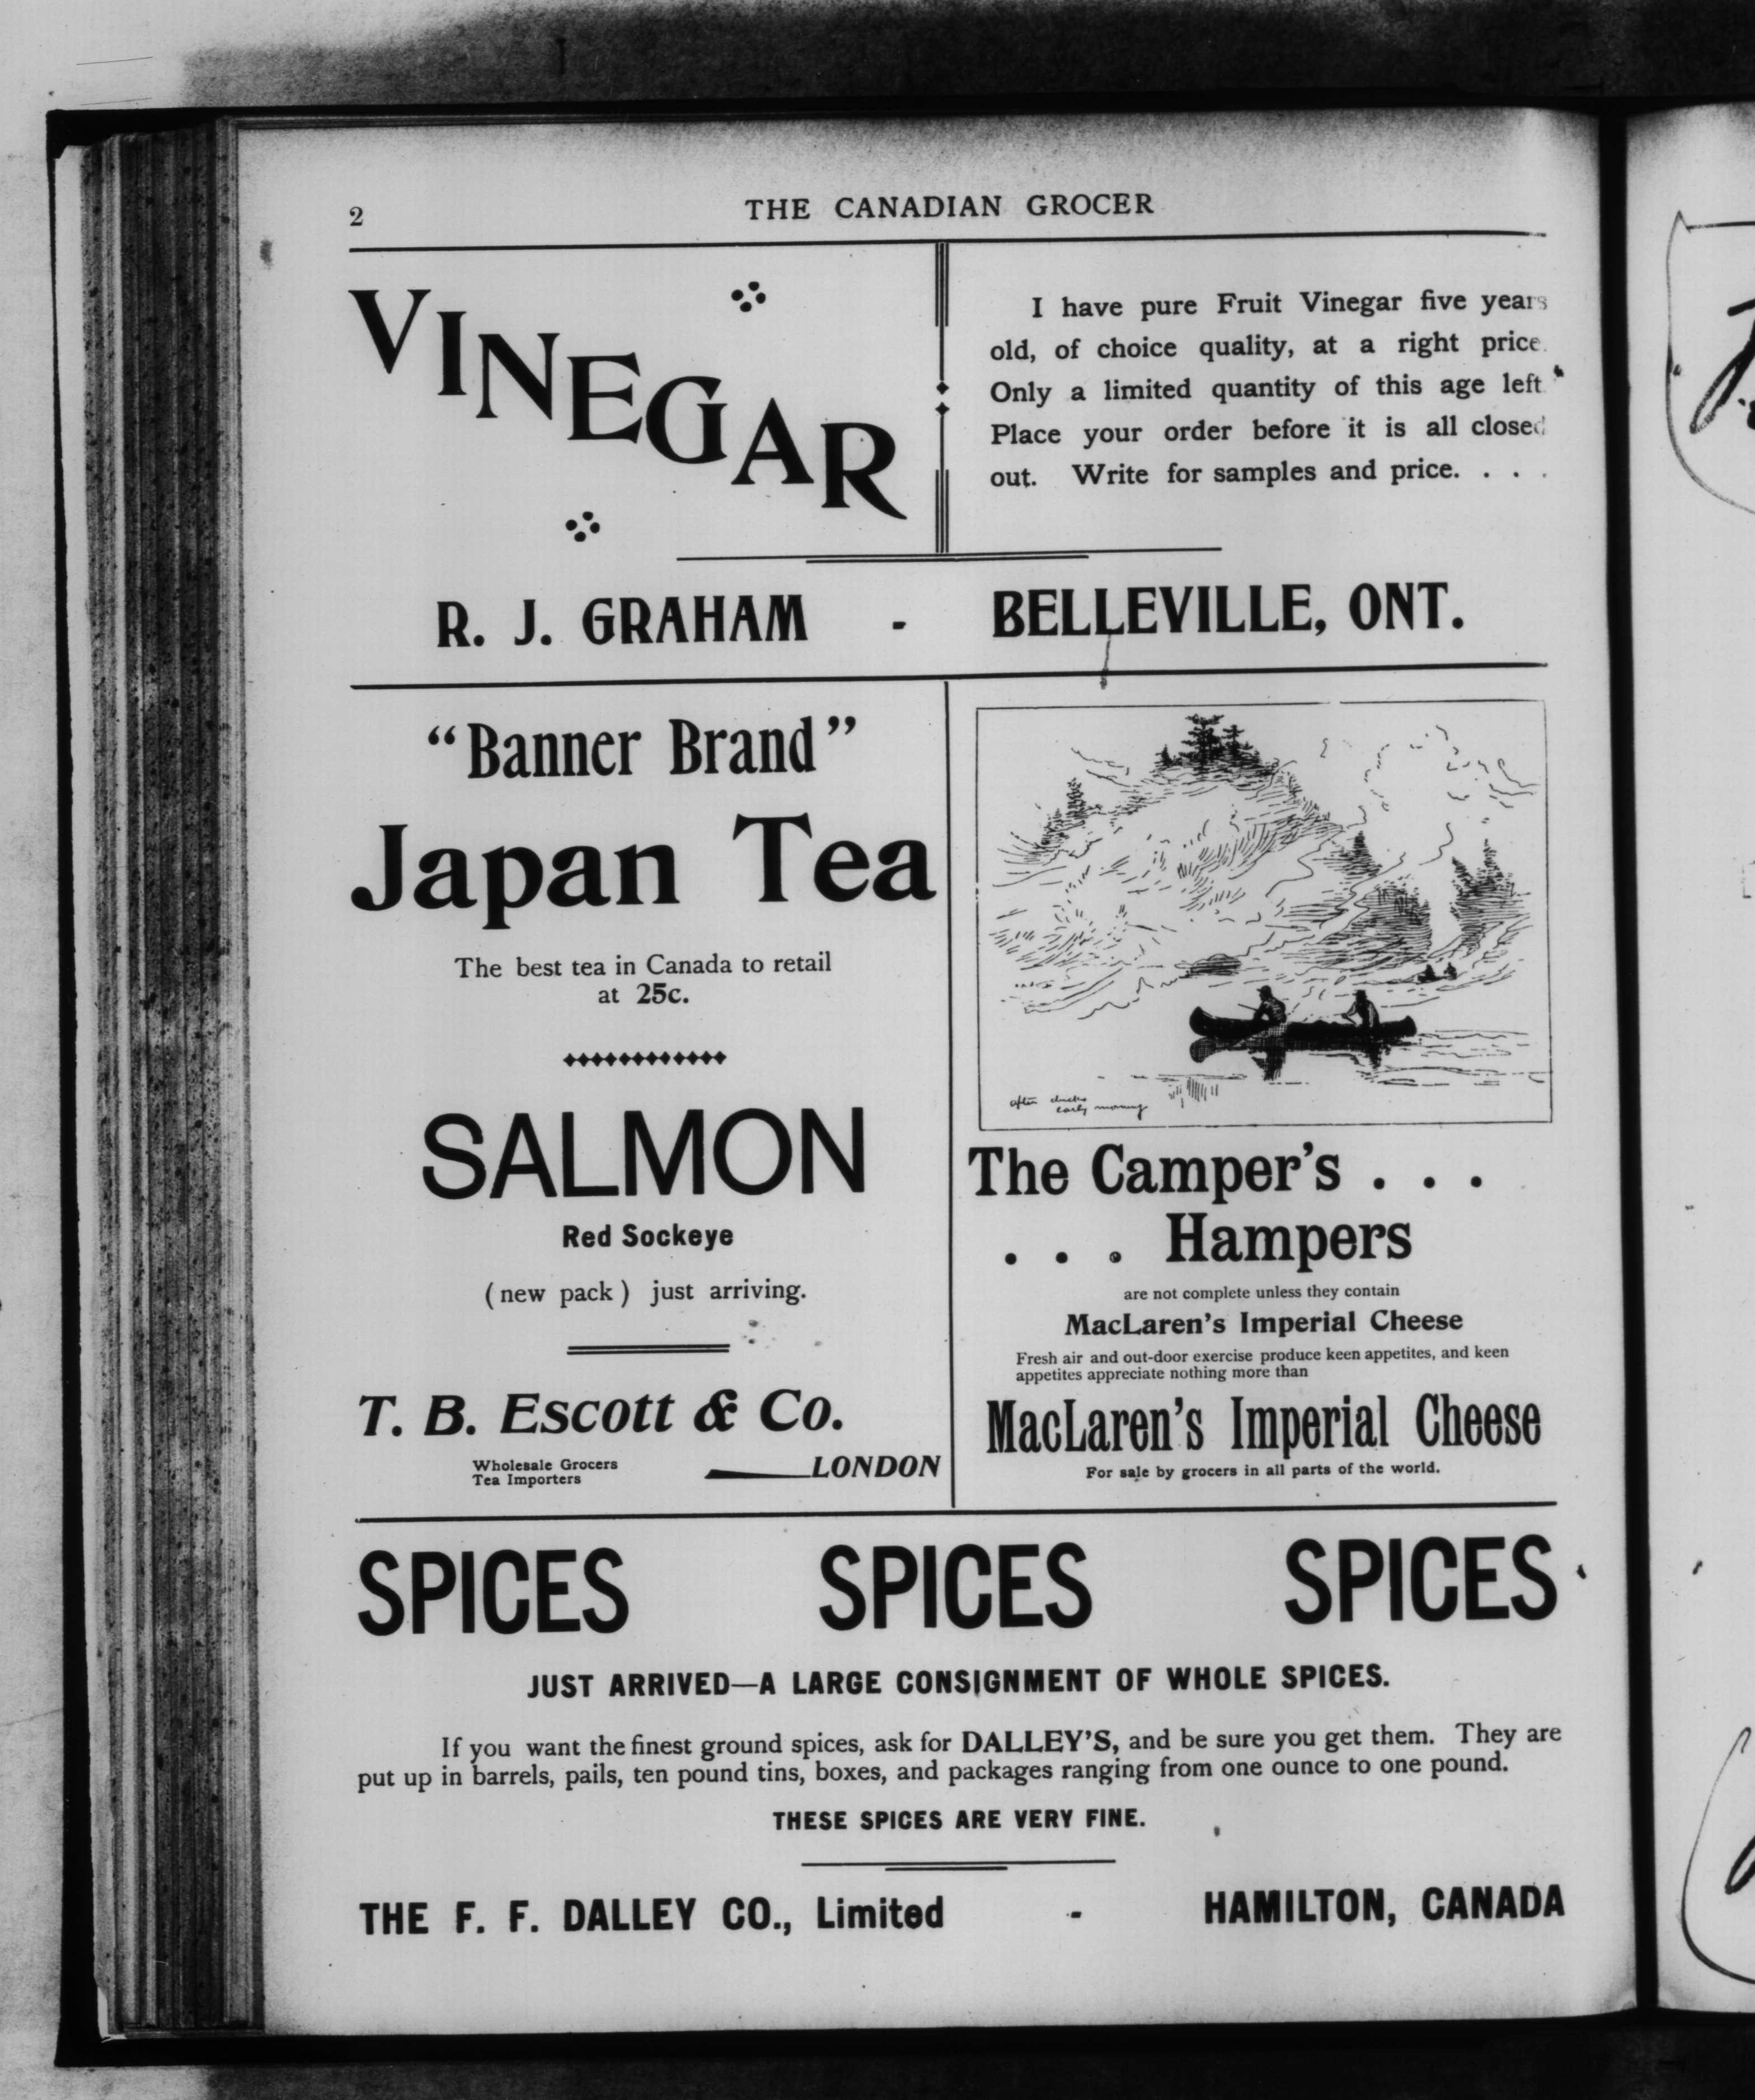 2
THE CANADIAN GROCER
VINEGAR
I have pure Fruit Vinegar five years
old, of choice quality, at a right price.
Only a limited quantity of this age left.
Place your order before it is all closed
out. Write for samples and price. . . .
R. J. GRAHAM - BELLEVILLE, ONT.
“Banner Brand”
Japan Tea
The best tea in Canada to retail
at 25c.
SALMON
Red Sockeye
(new pack) just arriving.
T. B. Escott & Co.
Wholesale Grocers
Tea Importers
LONDON
after ducks
early morning
The Camper's . . .
. . . Hampers
are not complete unless they contain
MacLaren's Imperial Cheese
Fresh air and out-door exercise produce keen appetites, and keen
appetites appreciate nothing more than
MacLaren's Imperial Cheese
For sale by grocers in all parts of the world.
SPICES SPICES SPICES
JUST ARRIVED—A LARGE CONSIGNMENT OF WHOLE SPICES.
If you want the finest ground spices, ask for DALLEY'S, and be sure you get them. They are
put up in barrels, pails, ten pound tins, boxes, and packages ranging from one ounce to one pound.
THESE SPICES ARE VERY FINE.
THE F. F. DALLEY CO., Limited - HAMILTON, CANADA